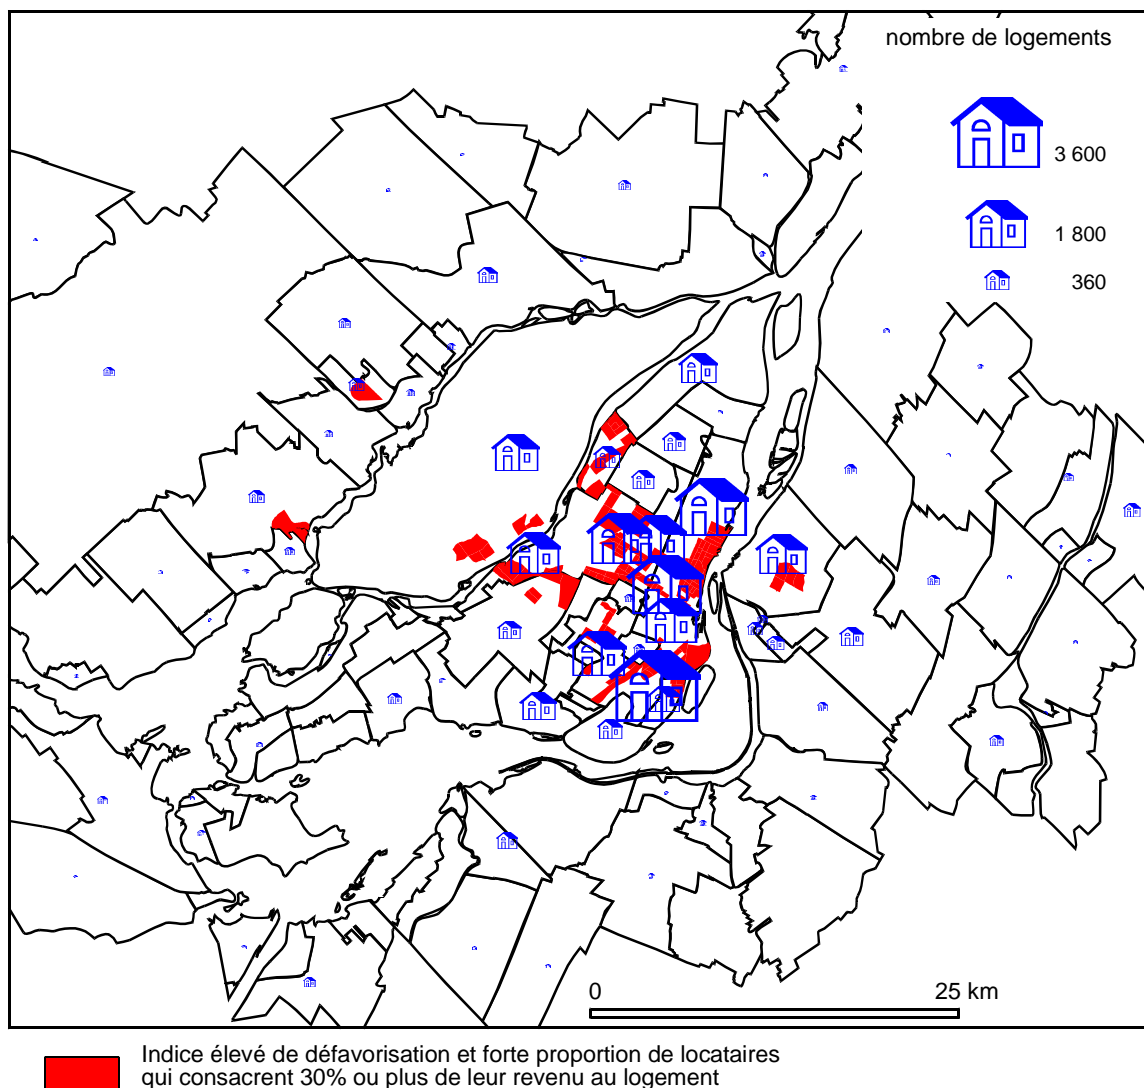 nombre de logements
3 600
1 800
360
0 25 km
Indice élevé de défavorisation et forte proportion de locataires
qui consacrent 30% ou plus de leur revenu au logement